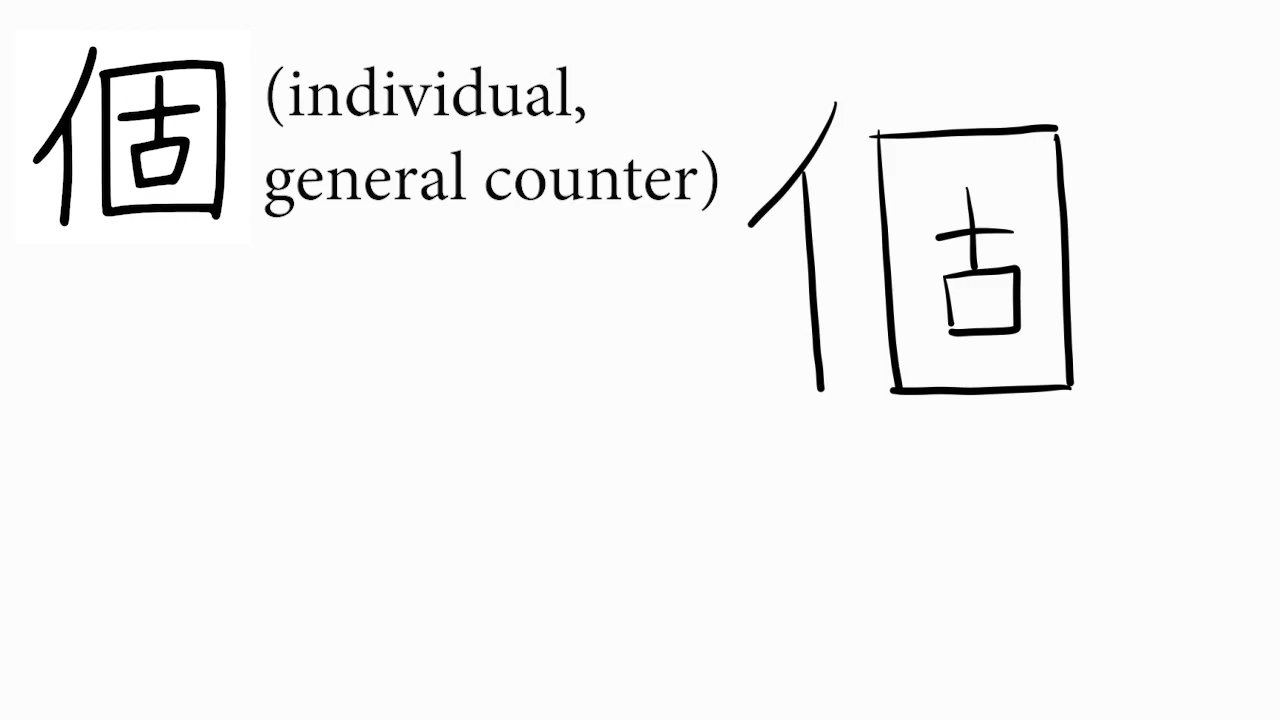 個 (individual,
general counter)
個